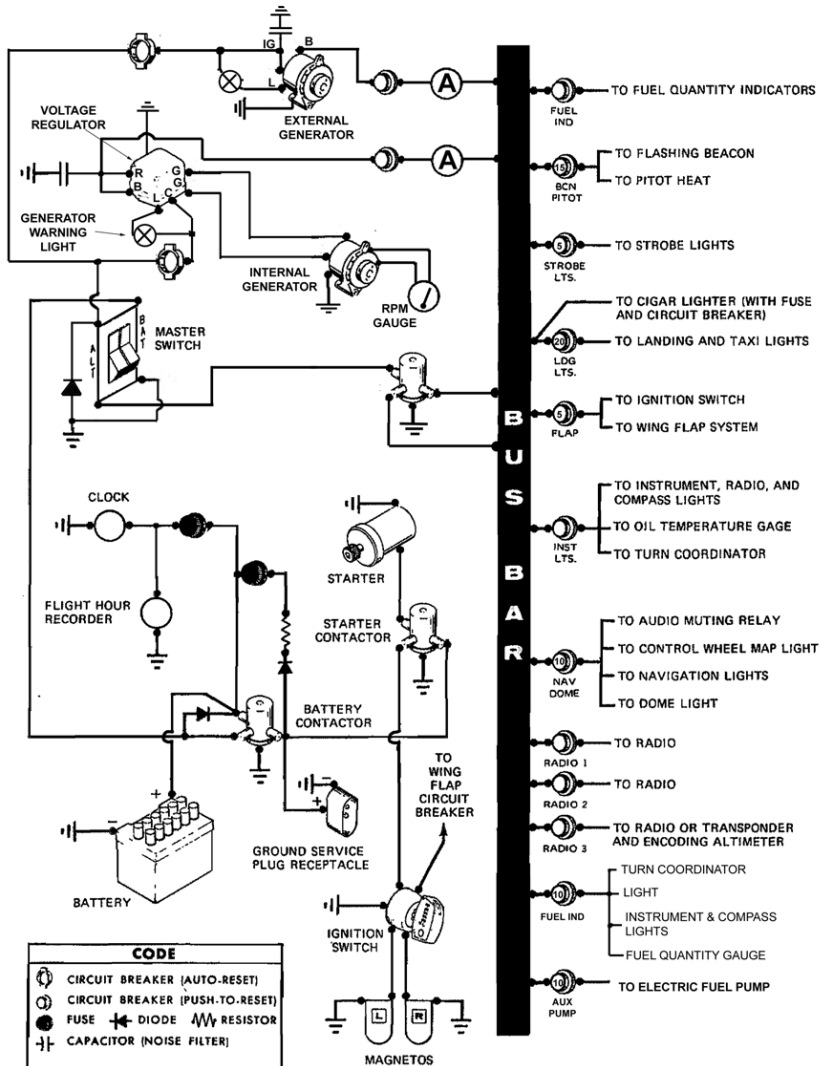 IG
B
L
EXTERNAL
GENERATOR
A
VOLTAGE
REGULATOR
A
R
G
B
G
L
C
GENERATOR
WARNING
LIGHT
INTERNAL
GENERATOR
RPM
GAUGE
ALT
BAT
MASTER
SWITCH
CLOCK
FLIGHT HOUR
RECORDER
STARTER
STARTER
CONTACTOR
BATTERY
CONTACTOR
+
-
BATTERY
-
+
GROUND SERVICE
PLUG RECEPTACLE
TO
WING
FLAP
CIRCUIT
BREAKER
IGNITION
SWITCH
L
R
MAGNETOS
BUS BAR
FUEL
IND
TO FUEL QUANTITY INDICATORS
15
BCN
PITOT
TO FLASHING BEACON
TO PITOT HEAT
5
STROBE
LTS.
TO STROBE LIGHTS
TO CIGAR LIGHTER (WITH FUSE
AND CIRCUIT BREAKER)
20
LDG
LTS.
TO LANDING AND TAXI LIGHTS
5
FLAP
TO IGNITION SWITCH
TO WING FLAP SYSTEM
INST
LTS.
TO INSTRUMENT, RADIO, AND
COMPASS LIGHTS
TO OIL TEMPERATURE GAGE
TO TURN COORDINATOR
10
NAV
DOME
TO AUDIO MUTING RELAY
TO CONTROL WHEEL MAP LIGHT
TO NAVIGATION LIGHTS
TO DOME LIGHT
RADIO 1
TO RADIO
RADIO 2
TO RADIO
RADIO 3
TO RADIO OR TRANSPONDER
AND ENCODING ALTIMETER
10
FUEL IND
TURN COORDINATOR
LIGHT
INSTRUMENT & COMPASS
LIGHTS
FUEL QUANTITY GAUGE
10
AUX
PUMP
TO ELECTRIC FUEL PUMP
CODE
CIRCUIT BREAKER (AUTO-RESET)
CIRCUIT BREAKER (PUSH-TO-RESET)
FUSE DIODE RESISTOR
CAPACITOR (NOISE FILTER)